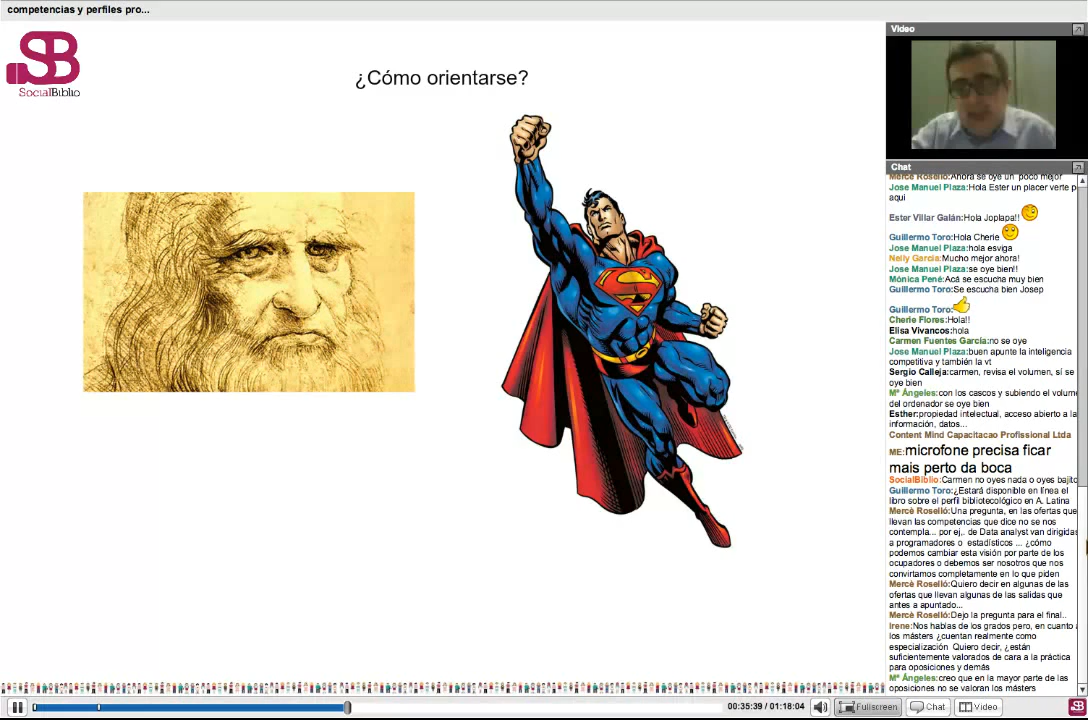 competencias y perfiles pro...
SB
SocialBiblio
¿Cómo orientarse?
Video
Chat
Mercè Roselló:Ahora se oye un poco mejor
Jose Manuel Plaza:Hola Ester un placer verte p
aqui
Ester Villar Galán:Hola Joplapa!!
Guillermo Toro:Hola Cherie
Jose Manuel Plaza:hola esviga
Nelly García:Mucho mejor ahora!
Jose Manuel Plaza:se oye bien!!
Mónica Pené:Acá se escucha muy bien
Guillermo Toro:Se escucha bien Josep
Guillermo Toro:
Cherie Flores:Hola!!
Elisa Vivancos:hola
Carmen Fuentes García:no se oye
Jose Manuel Plaza:buen apunte la inteligencia
competitiva y también la vt
Sergio Calleja:carmen, revisa el volumen, sí se
oye bien
Mª Ángeles:con los cascos y subiendo el volume
del ordenador se oye bien
Esther:propiedad intelectual, acceso abierto a la
información, datos...
Content Mind Capacitacao Profissional Ltda
ME:microfone precisa ficar
mais perto da boca
SocialBiblio:Carmen no oyes nada o oyes bajito
Guillermo Toro:¿Estará disponible en línea el
libro sobre el perfil bibliotecológico en A. Latina
Mercè Roselló:Una pregunta, en las ofertas que
llevan las competencias que dice no se nos
contempla... por ej,. de Data analyst van dirigidas
a programadores o estadísticos ... ¿cómo
podemos cambiar esta visión por parte de los
ocupadores o debemos ser nosotros que nos
convirtamos completamente en lo que piden
Mercè Roselló:Quiero decir en algunas de las
ofertas que llevan algunas de las salidas que
antes a apuntado...
Mercè Roselló:Dejo la pregunta para el final..
Irene:Nos hablas de los grados pero, en cuanto a
los másters ¿cuentan realmente como
especialización Quiero decir, ¿están
suficientemente valorados de cara a la práctica
para oposiciones y demás
Mª Ángeles:creo que en la mayor parte de las
oposiciones no se valoran los másters
00:35:39 / 01:18:04
Fullscreen
Chat
Video
SB